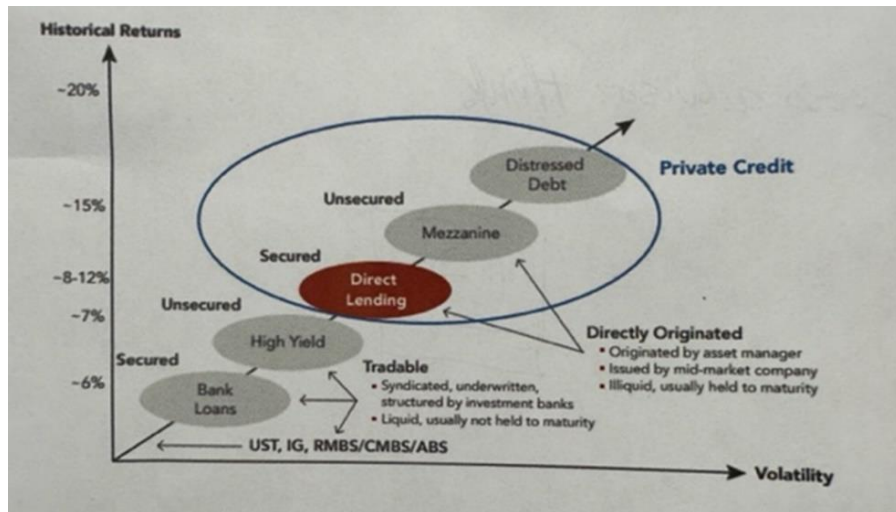 Historical Returns
~20%
Distressed
Debt
Private Credit
Unsecured
~15%
Mezzanine
Secured
~8-12%
Direct
Lending
~7%
Unsecured
High Yield
Directly Originated
▪ Originated by asset manager
▪ Issued by mid-market company
▪ Illiquid, usually held to maturity
Secured
~6%
Bank
Loans
Tradable
▪ Syndicated, underwritten,
structured by investment banks
▪ Liquid, usually not held to maturity
UST, IG, RMBS/CMBS/ABS
Volatility